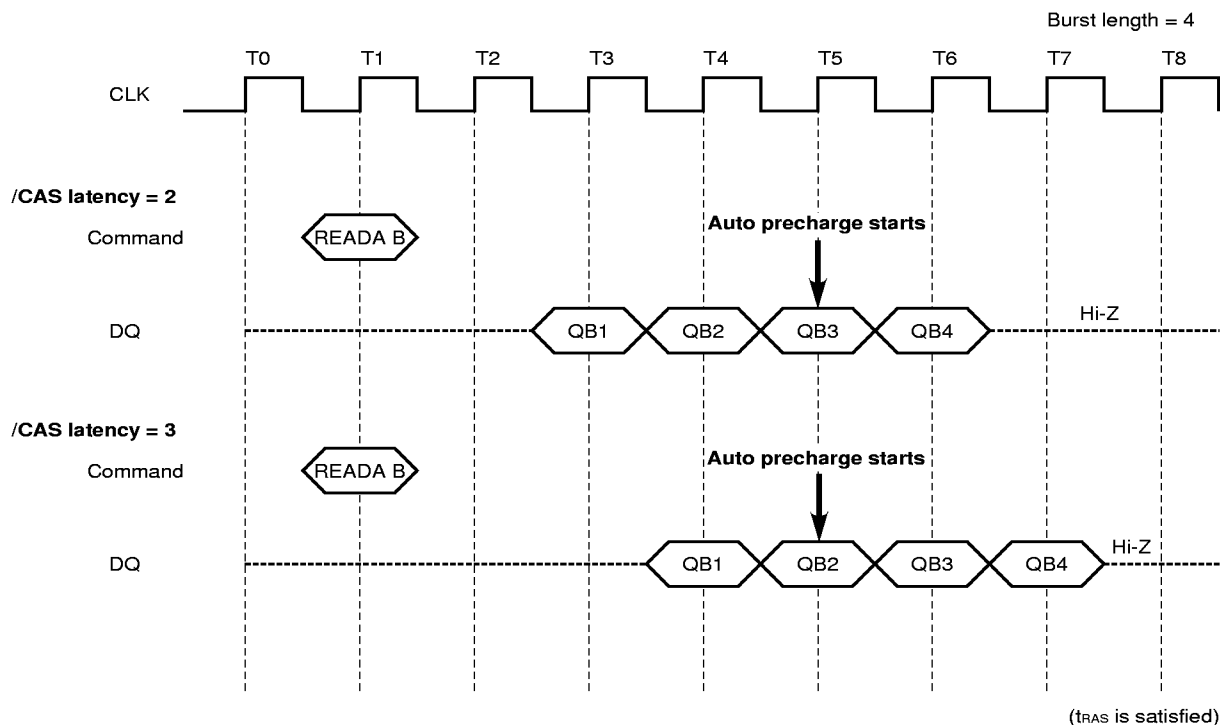 Burst length = 4
T0 T1 T2 T3 T4 T5 T6 T7 T8
CLK
/CAS latency = 2
Auto precharge starts
Command READA B
DQ QB1 QB2 QB3 QB4 Hi-Z
/CAS latency = 3
Auto precharge starts
Command READA B
DQ QB1 QB2 QB3 QB4 Hi-Z
(tRAS is satisfied)